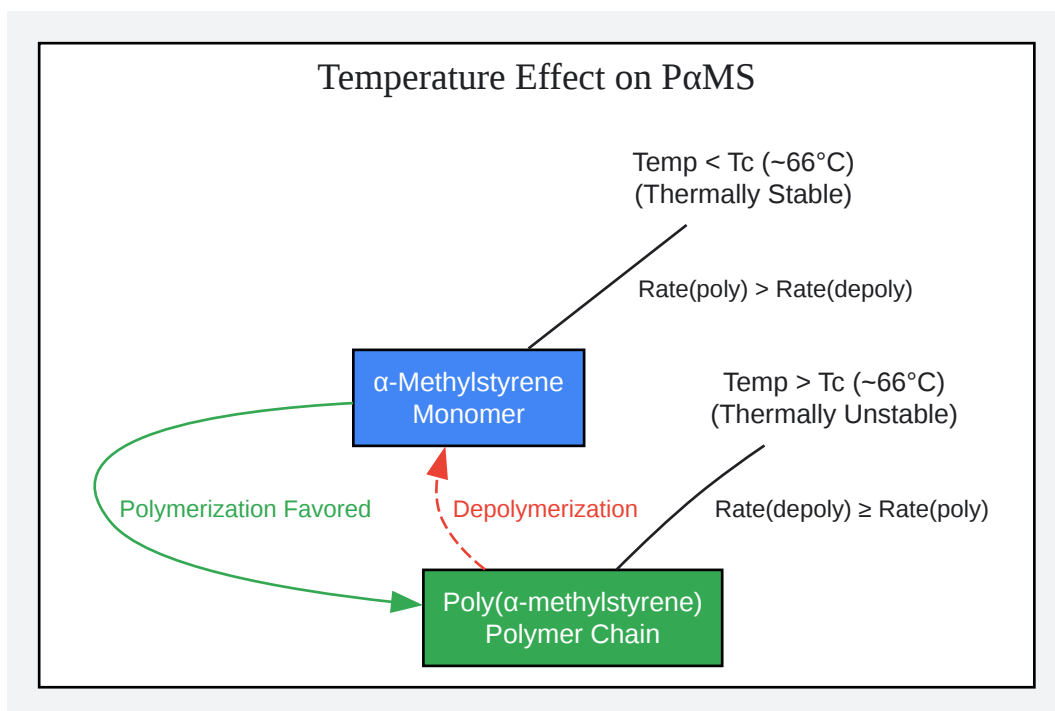 Temperature Effect on PαMS
Temp < Tc (~66°C)
(Thermally Stable)
Rate(poly) > Rate(depoly)
α-Methylstyrene
Monomer
Temp > Tc (~66°C)
(Thermally Unstable)
Polymerization Favored
Depolymerization
Rate(depoly) ≥ Rate(poly)
Poly(α-methylstyrene)
Polymer Chain